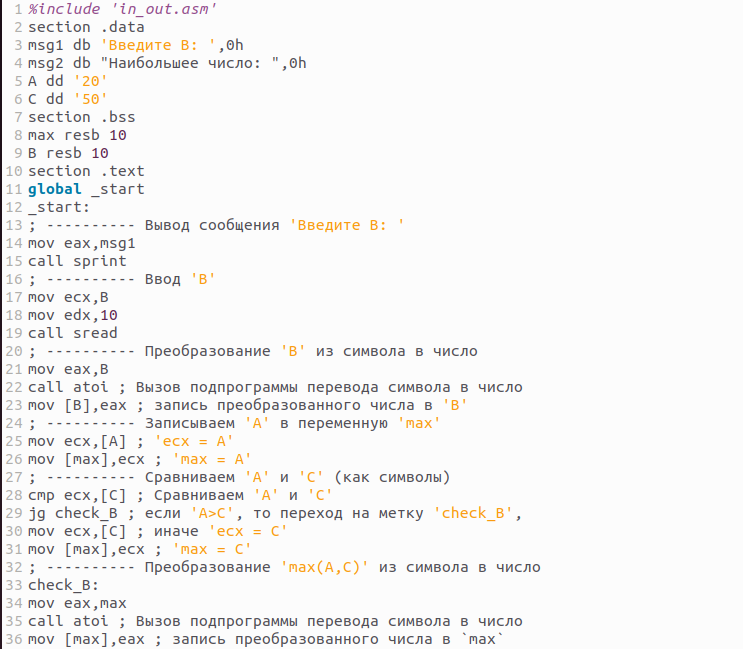 1 %include 'in_out.asm'
2 section .data
3 msg1 db 'Введите B: ',0h
4 msg2 db "Наибольшее число: ",0h
5 A dd '20'
6 C dd '50'
7 section .bss
8 max resb 10
9 B resb 10
10 section .text
11 global _start
12 _start:
13 ; ---------- Вывод сообщения 'Введите B: '
14 mov eax,msg1
15 call sprint
16 ; ---------- Ввод 'B'
17 mov ecx,B
18 mov edx,10
19 call sread
20 ; ---------- Преобразование 'B' из символа в число
21 mov eax,B
22 call atoi ; Вызов подпрограммы перевода символа в число
23 mov [B],eax ; запись преобразованного числа в 'B'
24 ; ---------- Записываем 'A' в переменную 'max'
25 mov ecx,[A] ; 'ecx = A'
26 mov [max],ecx ; 'max = A'
27 ; ---------- Сравниваем 'A' и 'С' (как символы)
28 cmp ecx,[C] ; Сравниваем 'A' и 'С'
29 jg check_B ; если 'A>C', то переход на метку 'check_B',
30 mov ecx,[C] ; иначе 'ecx = C'
31 mov [max],ecx ; 'max = C'
32 ; ---------- Преобразование 'max(A,C)' из символа в число
33 check_B:
34 mov eax,max
35 call atoi ; Вызов подпрограммы перевода символа в число
36 mov [max],eax ; запись преобразованного числа в `max`